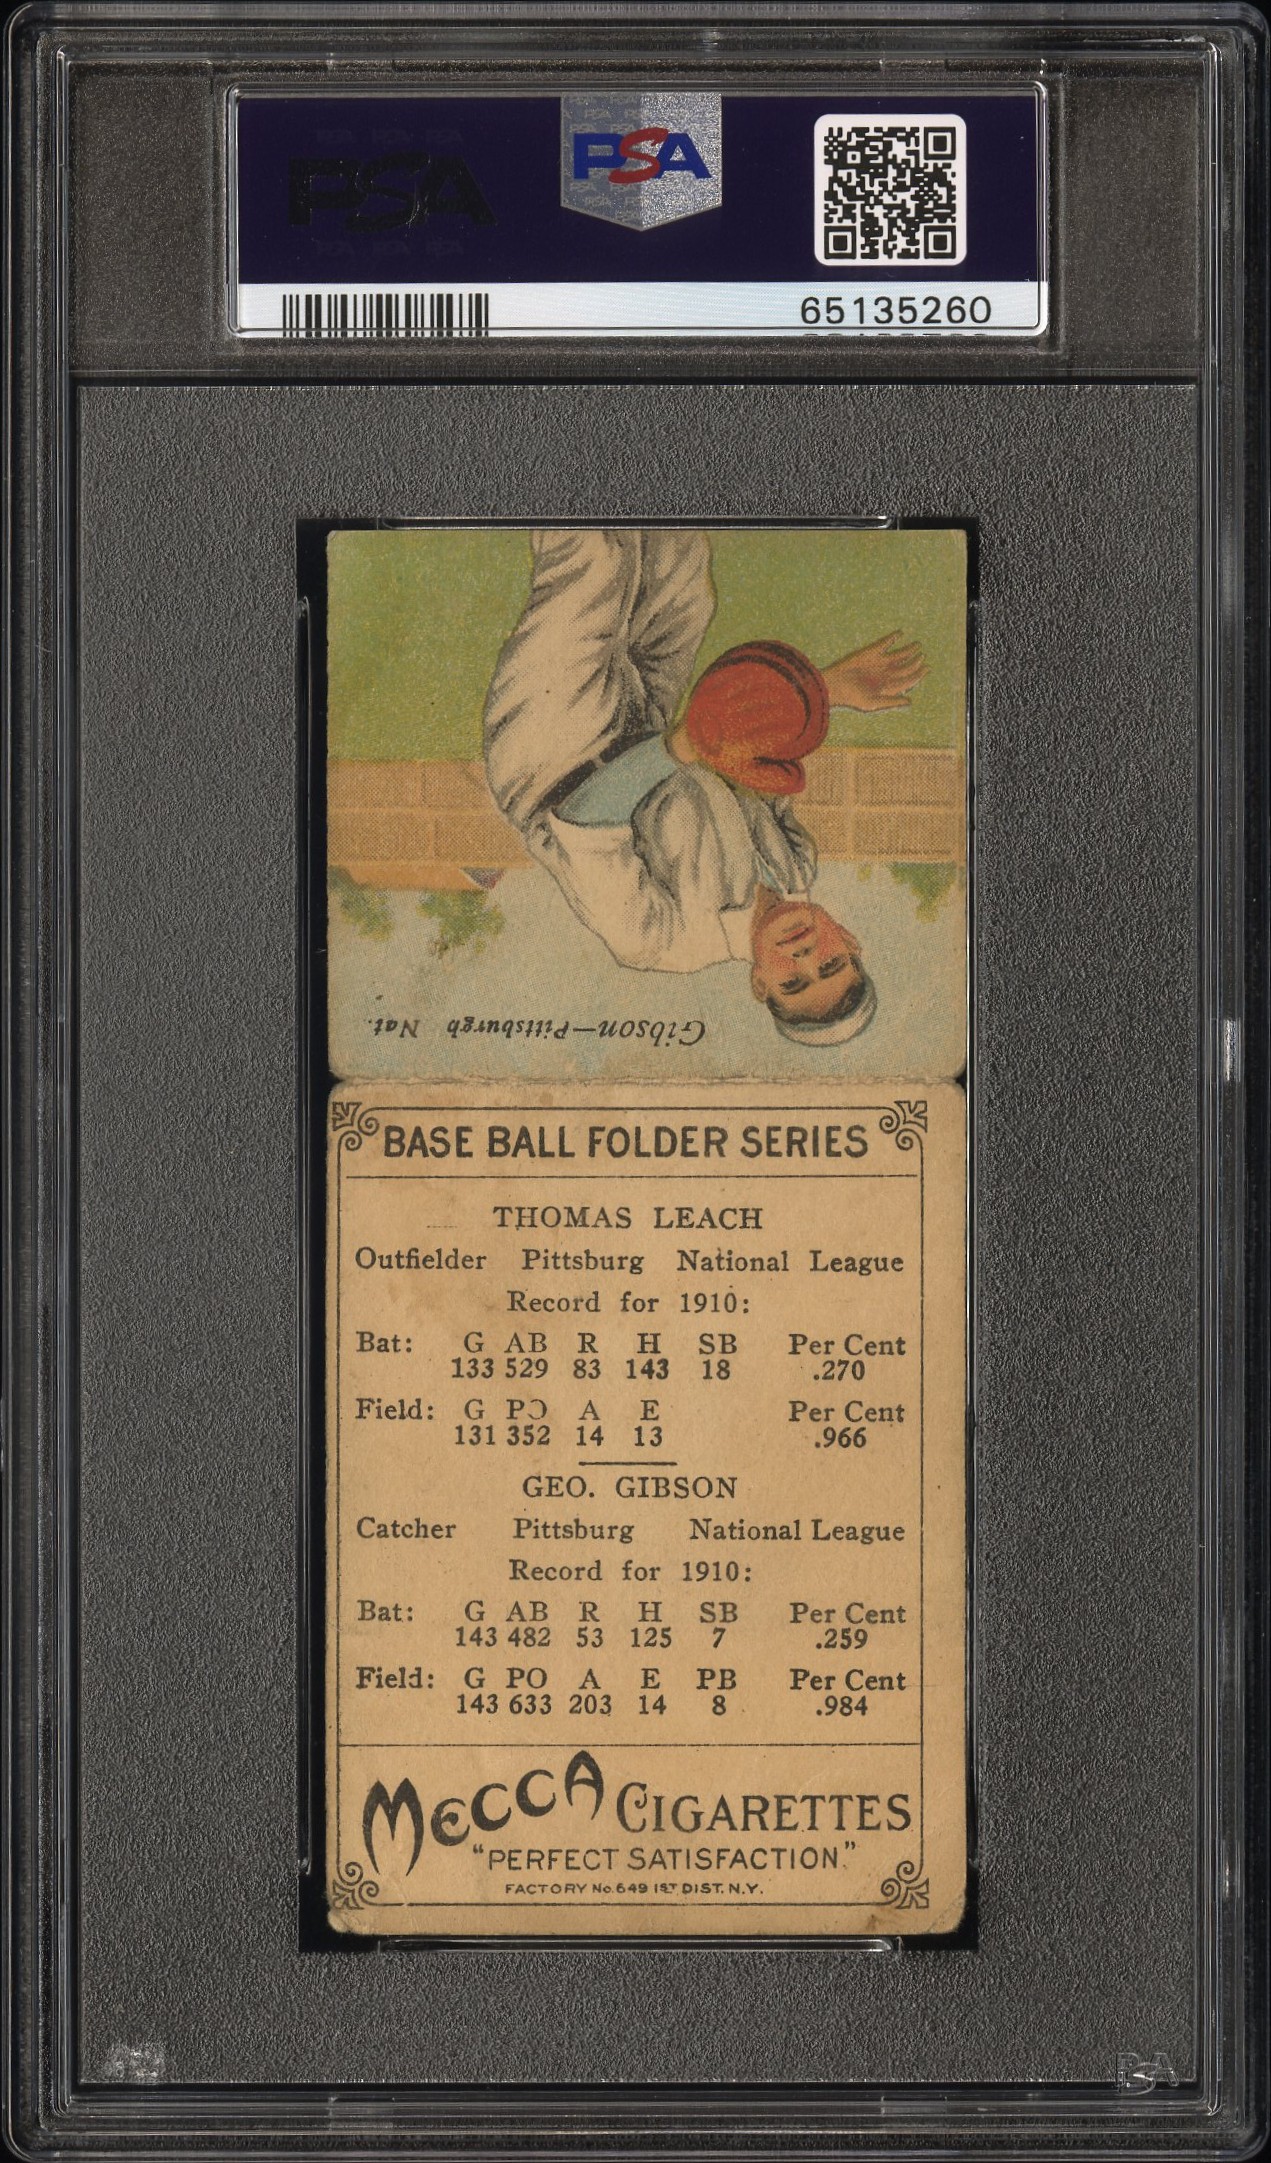 PSA
PSA
65135260
Gibson—Pittsburgh Nat.
BASE BALL FOLDER SERIES
THOMAS LEACH
Outfielder Pittsburg National League
Record for 1910:
Bat: G AB R H SB Per Cent
133 529 83 143 18 .270
Field: G PO A E Per Cent
131 352 14 13 .966
GEO. GIBSON
Catcher Pittsburg National League
Record for 1910:
Bat: G AB R H SB Per Cent
143 482 53 125 7 .259
Field: G PO A E PB Per Cent
143 633 203 14 8 .984
MECCA CIGARETTES
"PERFECT SATISFACTION."
FACTORY No. 649 1ST DIST. N.Y.
PSA